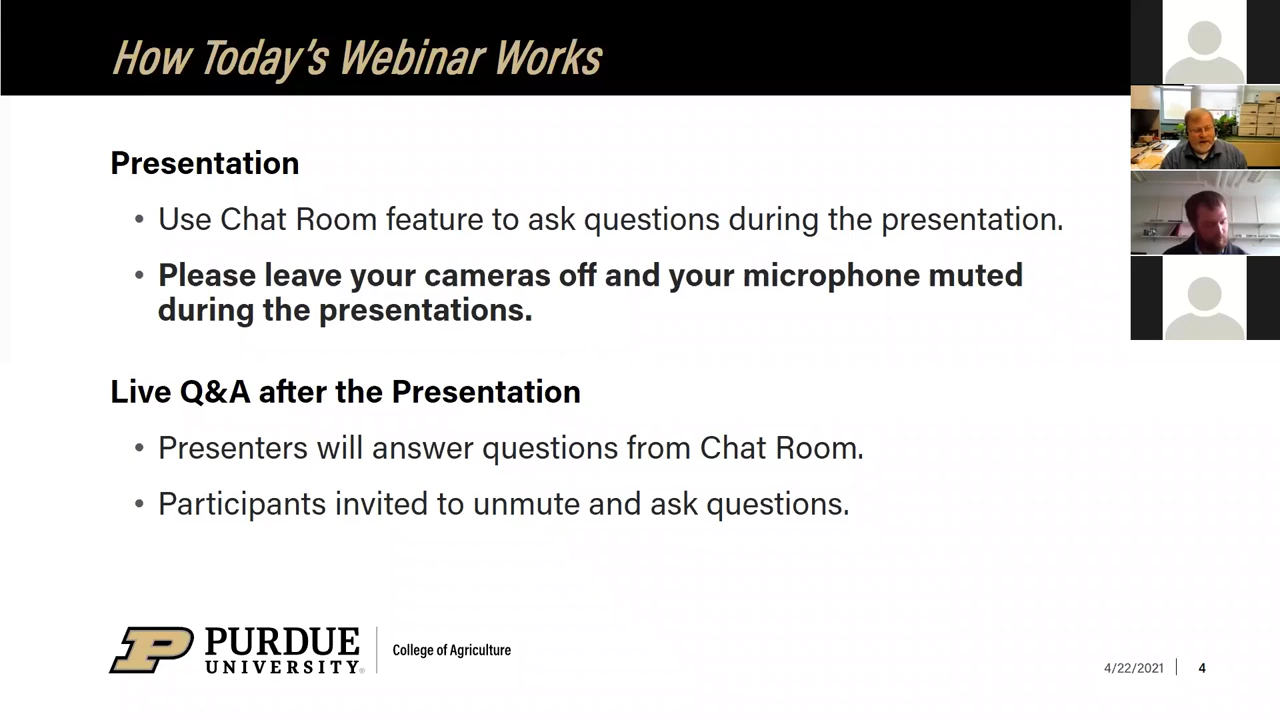 How Today's Webinar Works
Presentation
• Use Chat Room feature to ask questions during the presentation.
• Please leave your cameras off and your microphone muted
during the presentations.
Live Q&A after the Presentation
• Presenters will answer questions from Chat Room.
• Participants invited to unmute and ask questions.
P PURDUE
UNIVERSITY®
College of Agriculture
4/22/2021 | 4